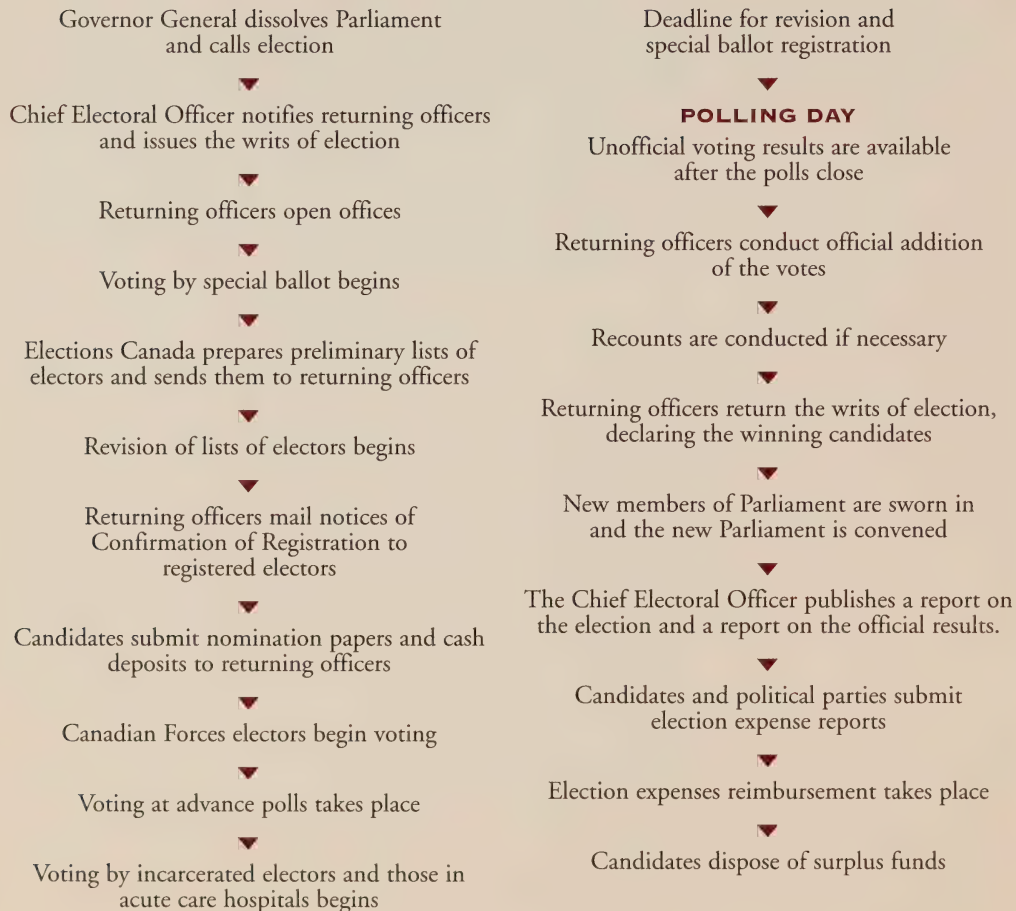 Governor General dissolves Parliament
and calls election
Chief Electoral Officer notifies returning officers
and issues the writs of election
Returning officers open offices
Voting by special ballot begins
Elections Canada prepares preliminary lists of
electors and sends them to returning officers
Revision of lists of electors begins
Returning officers mail notices of
Confirmation of Registration to
registered electors
Candidates submit nomination papers and cash
deposits to returning officers
Canadian Forces electors begin voting
Voting at advance polls takes place
Voting by incarcerated electors and those in
acute care hospitals begins
Deadline for revision and
special ballot registration
POLLING DAY
Unofficial voting results are available
after the polls close
Returning officers conduct official addition
of the votes
Recounts are conducted if necessary
Returning officers return the writs of election,
declaring the winning candidates
New members of Parliament are sworn in
and the new Parliament is convened
The Chief Electoral Officer publishes a report on
the election and a report on the official results.
Candidates and political parties submit
election expense reports
Election expenses reimbursement takes place
Candidates dispose of surplus funds